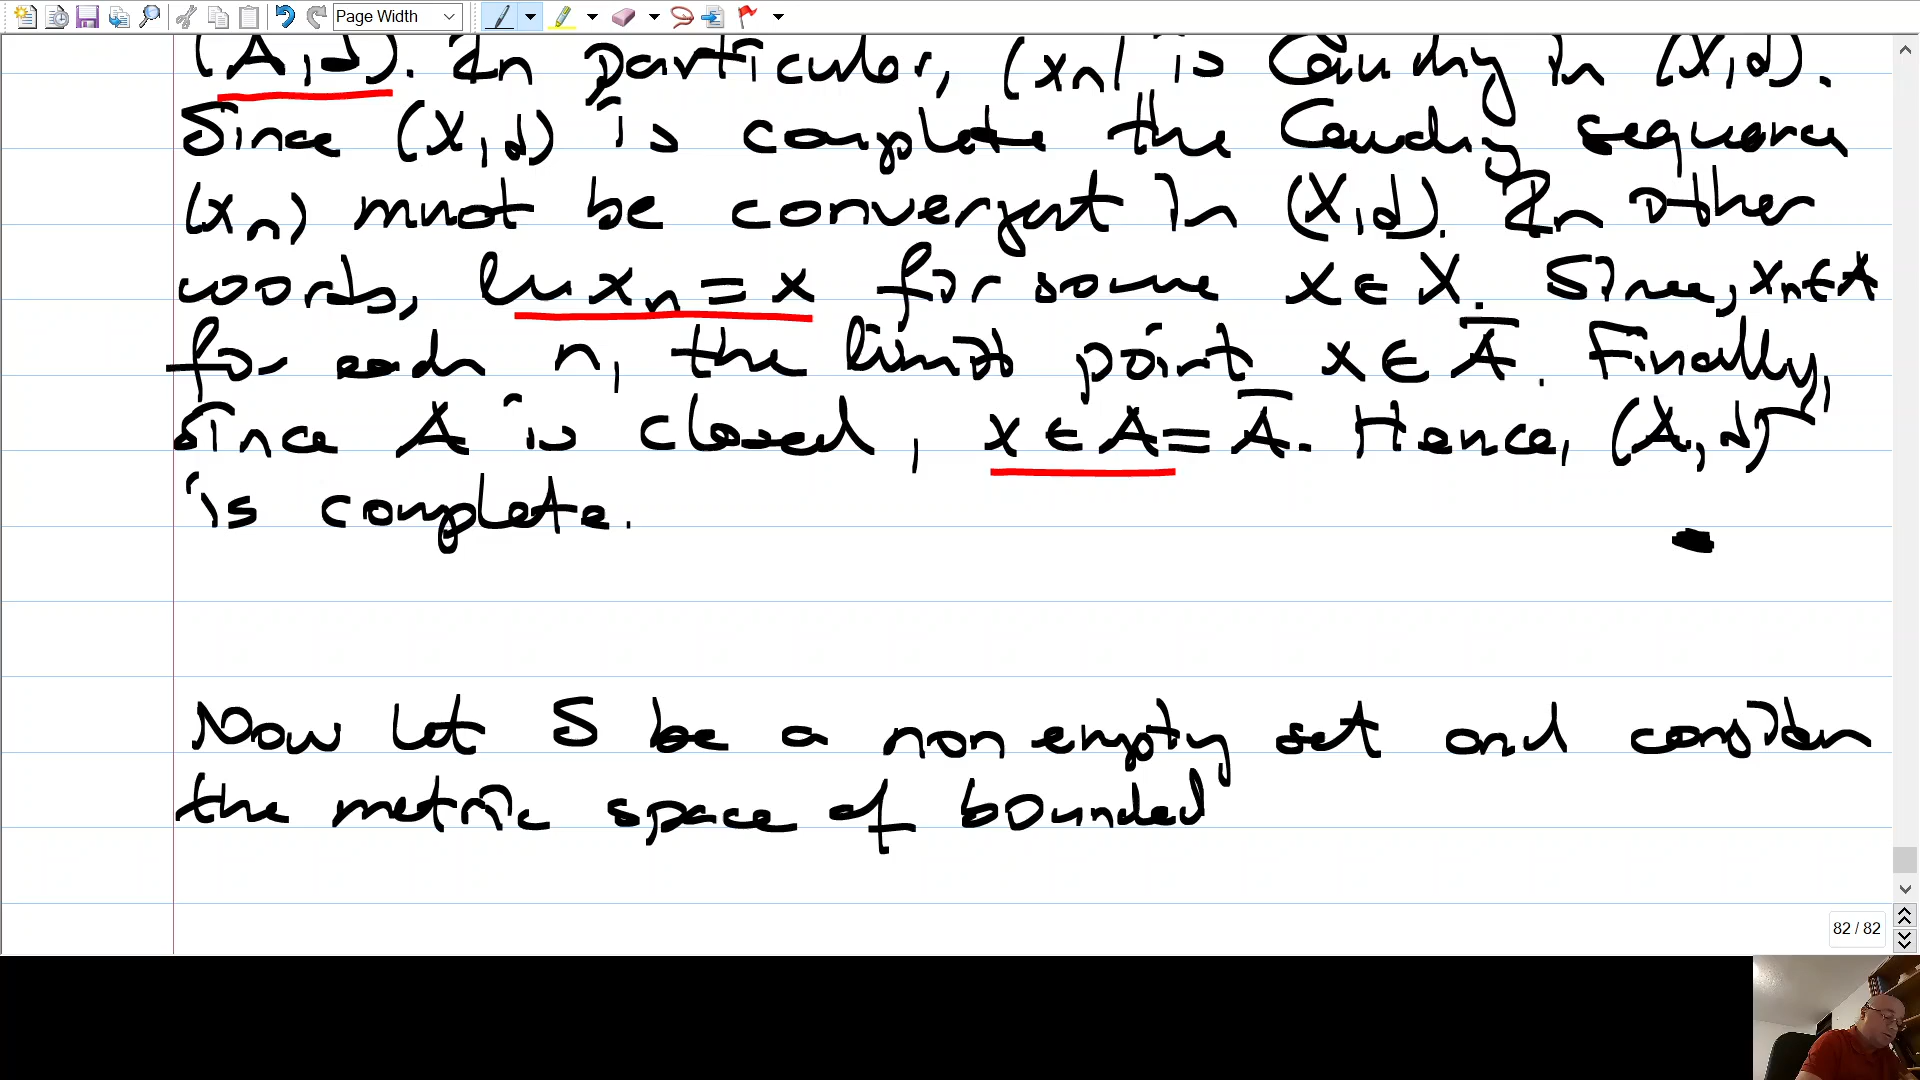 Page Width
(A,d). In particular, (xn) is Cauchy in (X,d).
Since (X,d) is complete the Cauchy sequence
(xn) must be convergent in (X,d). In other
words, lim xn = x for some x ∈ X. Since, xn ∈ A
for each n, the limit point x ∈ A̅. Finally,
since A is closed, x ∈ A = A̅. Hence, (A,d)
is complete.
Now let S be a non empty set and consider
the metric space of bounded
82 / 82